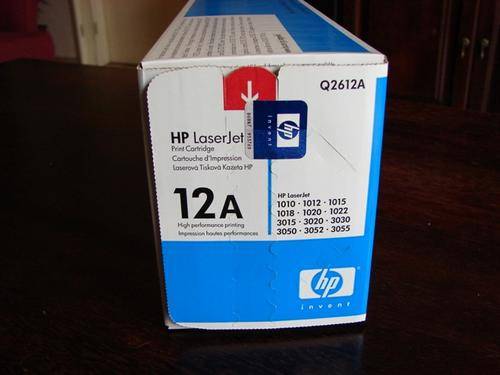 Q2612A
HP LaserJet
Print Cartridge
Cartouche d'Impression
Laserová Tisková Kazeta HP
hp
invent
12A
High performance printing
Impression hautes performances
HP LaserJet
1010 · 1012 · 1015
1018 · 1020 · 1022
3015 · 3020 · 3030
3050 · 3052 · 3055
hp
invent